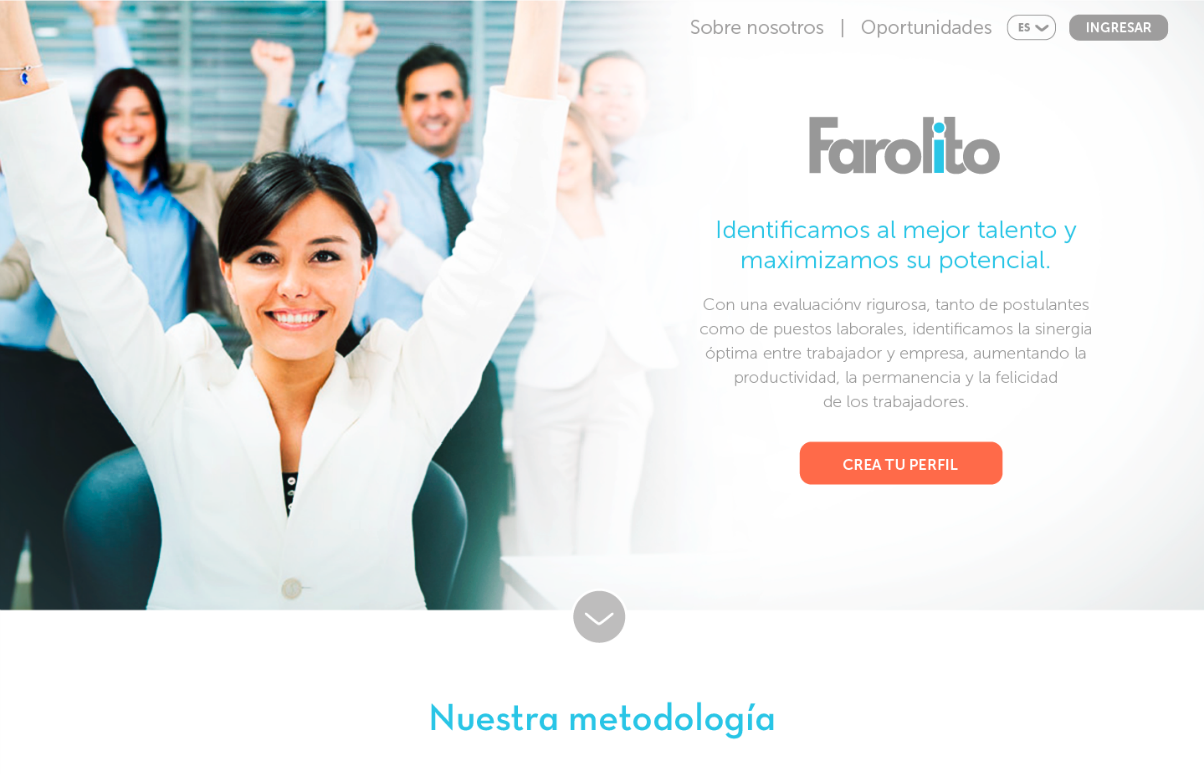 Sobre nosotros | Oportunidades ES INGRESAR
Farolito
Identificamos al mejor talento y
maximizamos su potencial.
Con una evaluaciónv rigurosa, tanto de postulantes
como de puestos laborales, identificamos la sinergia
óptima entre trabajador y empresa, aumentando la
productividad, la permanencia y la felicidad
de los trabajadores.
CREA TU PERFIL
Nuestra metodología